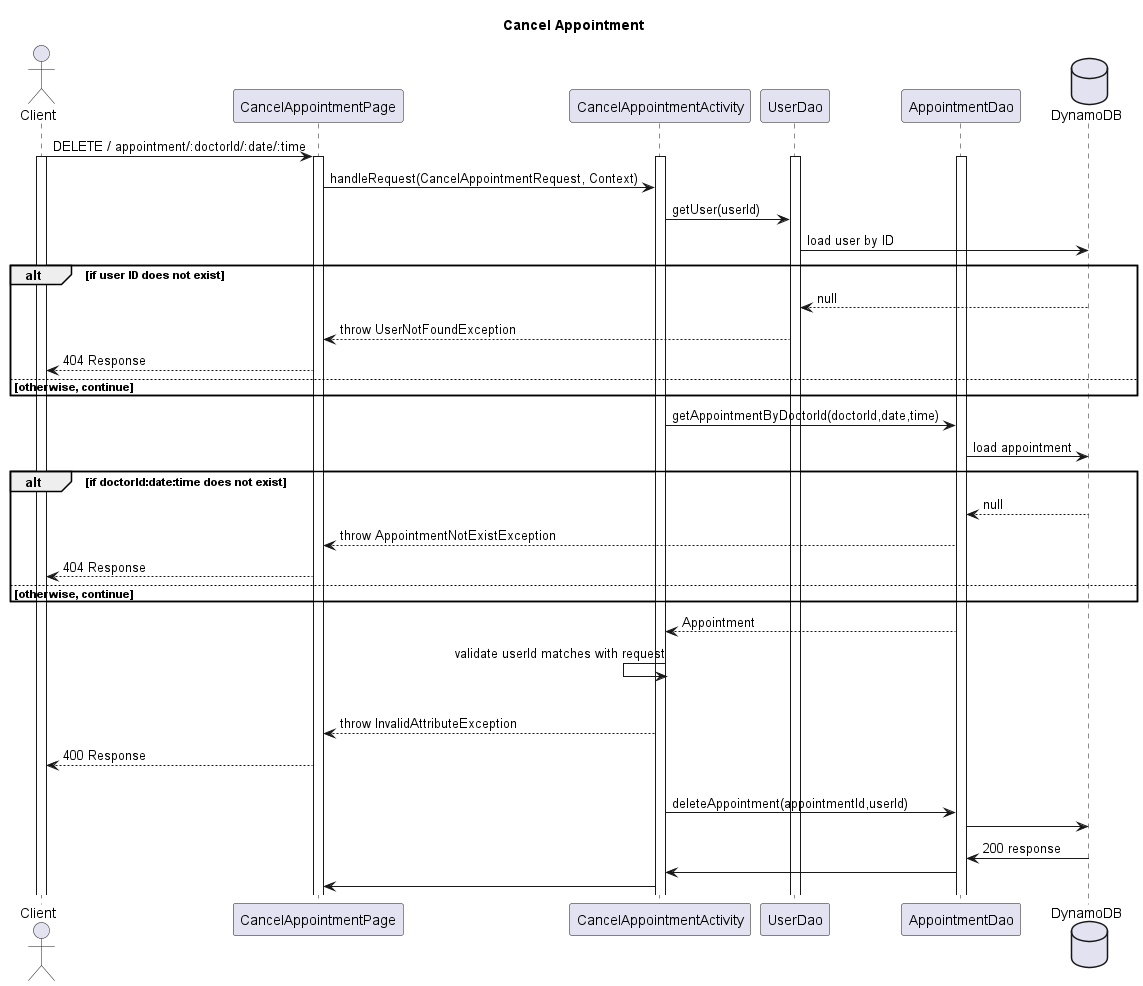 Cancel Appointment
Client
CancelAppointmentPage
CancelAppointmentActivity
UserDao
AppointmentDao
DynamoDB
DELETE / appointment/:doctorId/:date/:time
handleRequest(CancelAppointmentRequest, Context)
getUser(userId)
load user by ID
alt [if user ID does not exist]
null
throw UserNotFoundException
404 Response
[otherwise, continue]
getAppointmentByDoctorId(doctorId,date,time)
load appointment
alt [if doctorId:date:time does not exist]
null
throw AppointmentNotExistException
404 Response
[otherwise, continue]
Appointment
validate userId matches with request
throw InvalidAttributeException
400 Response
deleteAppointment(appointmentId,userId)
200 response
Client
CancelAppointmentPage
CancelAppointmentActivity
UserDao
AppointmentDao
DynamoDB